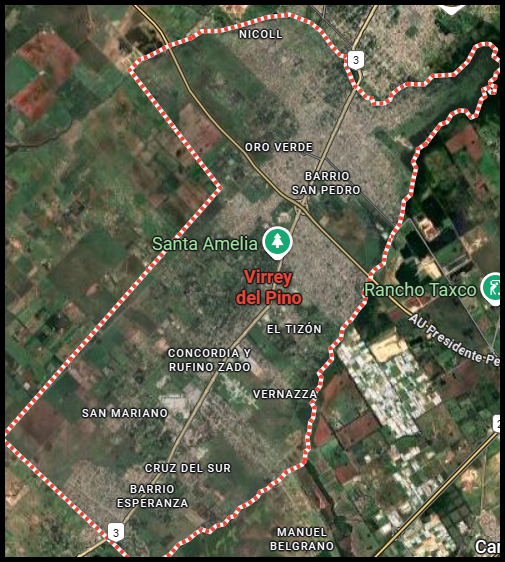 NICOLL
3
ORO VERDE
BARRIO
SAN PEDRO
Santa Amelia
Virrey
del Pino
Rancho Taxco
AU Presidente Pe
EL TIZÓN
CONCORDIA Y
RUFINO ZADO
VERNAZZA
SAN MARIANO
2
CRUZ DEL SUR
BARRIO
ESPERANZA
3
MANUEL
BELGRANO
Car